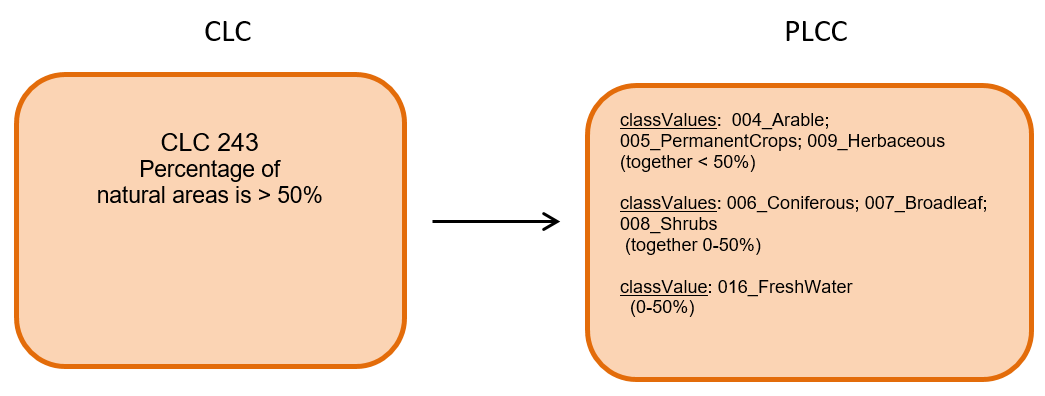 CLC
PLCC
CLC 243
Percentage of
natural areas is > 50%
classValues:  004_Arable;
005_PermanentCrops; 009_Herbaceous
(together < 50%)
classValues: 006_Coniferous; 007_Broadleaf;
008_Shrubs
(together 0-50%)
classValue: 016_FreshWater
(0-50%)